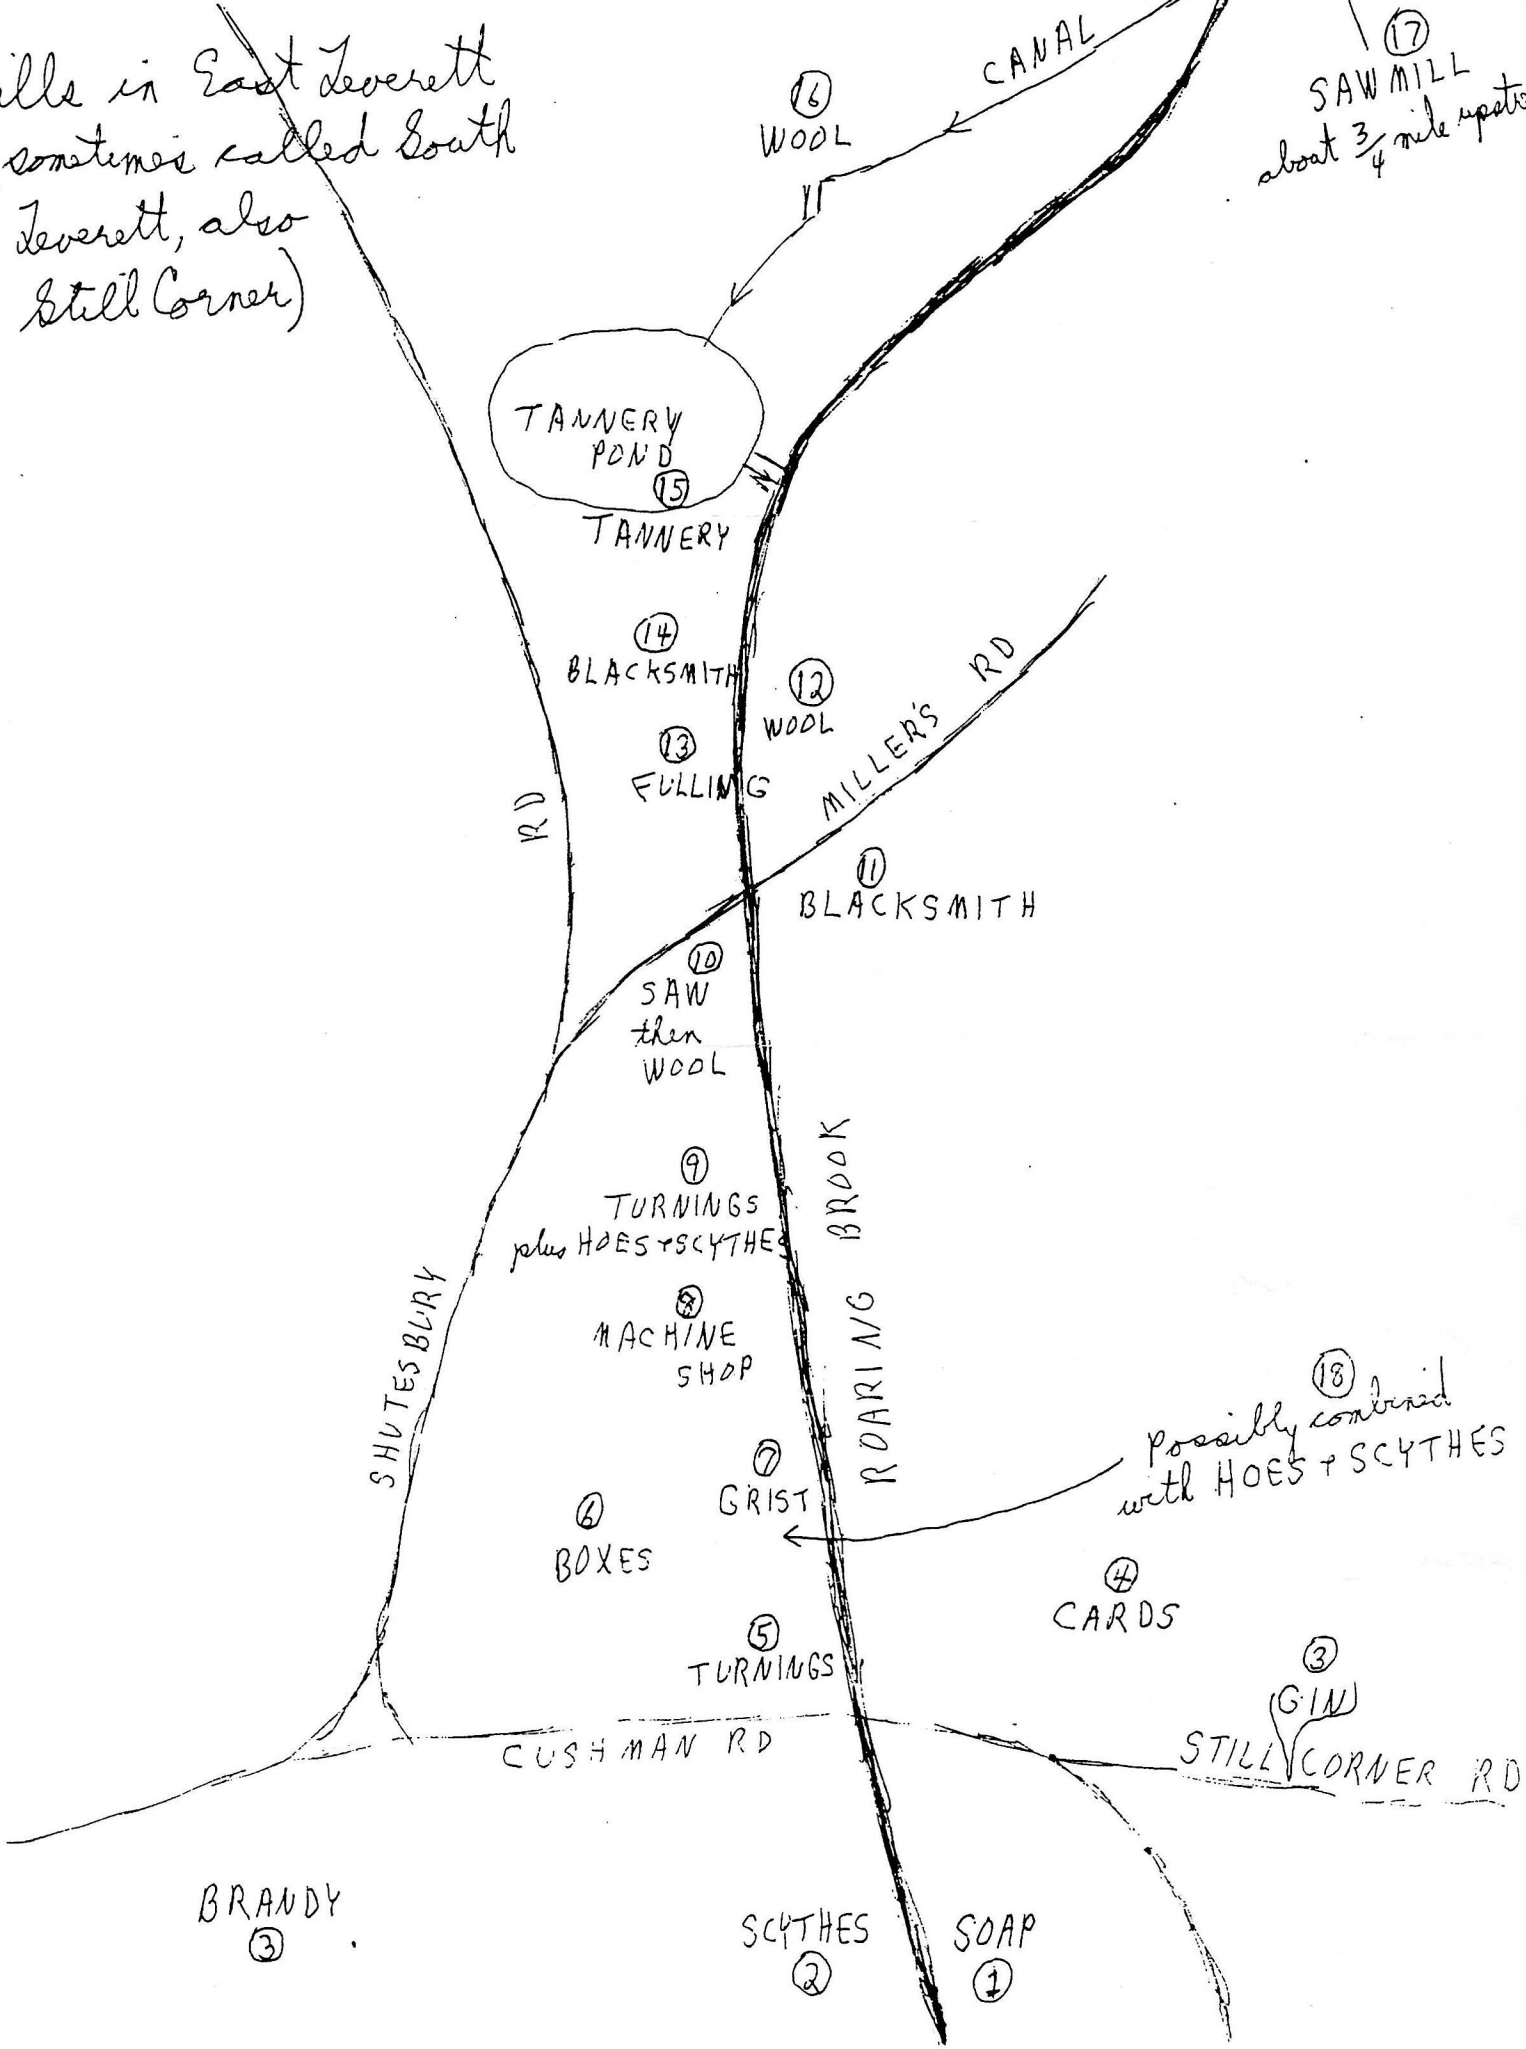 ills in East Leverett
sometimes called South
Leverett, also
Still Corner)
CANAL
16
WOOL
17
SAWMILL
about 3/4 mile upstre
TANNERY
POND
15
TANNERY
14
BLACKSMITH
12
WOOL
13
FULLING
MILLER'S RD
RD
11
BLACKSMITH
10
SAW
then
WOOL
9
TURNINGS
plus HOES + SCYTHES
ROARING BROOK
SHUTESBURY
MACHINE
SHOP
18
Possibly combined
with HOES + SCYTHES
7
GRIST
6
BOXES
4
CARDS
5
TURNINGS
3
GIN
CUSHMAN RD
STILL CORNER RD
BRANDY
3
SCYTHES
2
SOAP
1